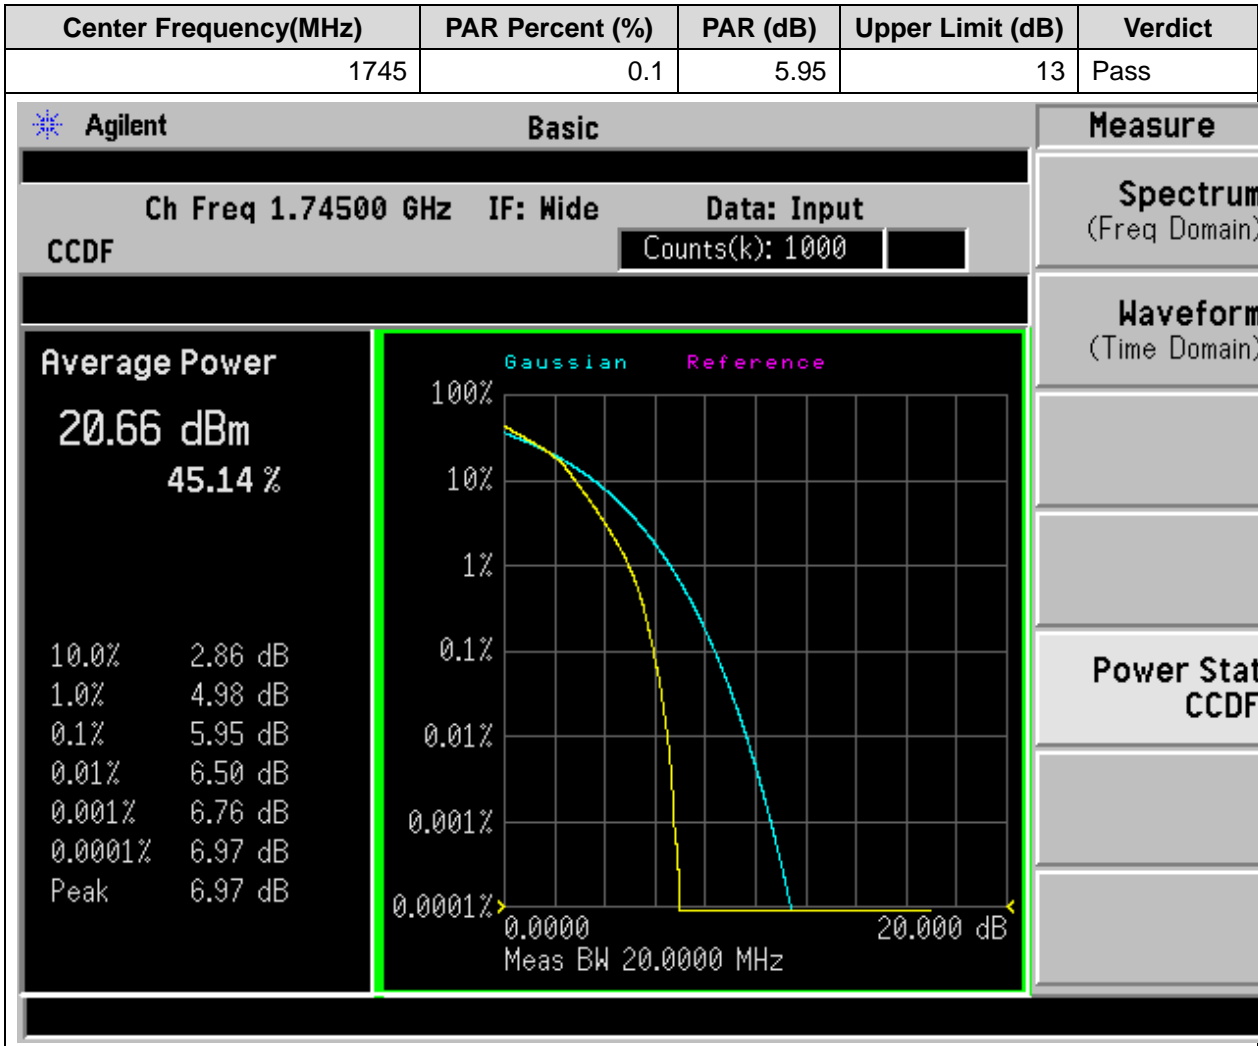 Center Frequency(MHz) PAR Percent (%) PAR (dB) Upper Limit (dB) Verdict
1745 0.1 5.95 13 Pass
Agilent Basic Measure
Ch Freq 1.74500 GHz IF: Wide Data: Input
CCDF Counts(k): 1000
Average Power
20.66 dBm
45.14 %
10.0% 2.86 dB
1.0% 4.98 dB
0.1% 5.95 dB
0.01% 6.50 dB
0.001% 6.76 dB
0.0001% 6.97 dB
Peak 6.97 dB
Gaussian Reference
100%
10%
1%
0.1%
0.01%
0.001%
0.0001%
0.0000 20.000 dB
Meas BW 20.0000 MHz
Spectrum
(Freq Domain)
Waveform
(Time Domain)
Power Stat
CCDF